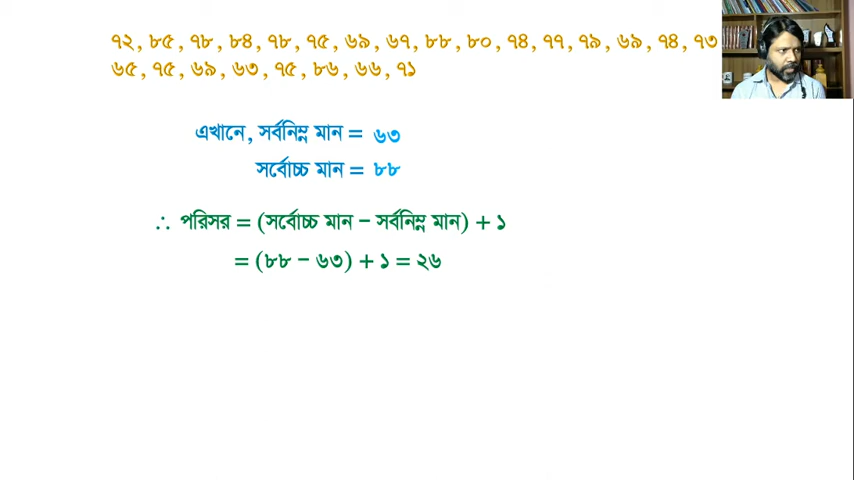 ৭২, ৮৫, ৭৮, ৮৪, ৭৮, ৭৫, ৬৯, ৬৭, ৮৮, ৮০, ৭৪, ৭৭, ৭৯, ৬৯, ৭৪, ৭৩
৬৫, ৭৫, ৬৯, ৬৩, ৭৫, ৮৬, ৬৬, ৭১
এখানে, সর্বনিম্ন মান = ৬৩
সর্বোচ্চ মান = ৮৮
∴ পরিসর = (সর্বোচ্চ মান − সর্বনিম্ন মান) + ১
= (৮৮ − ৬৩) + ১ = ২৬